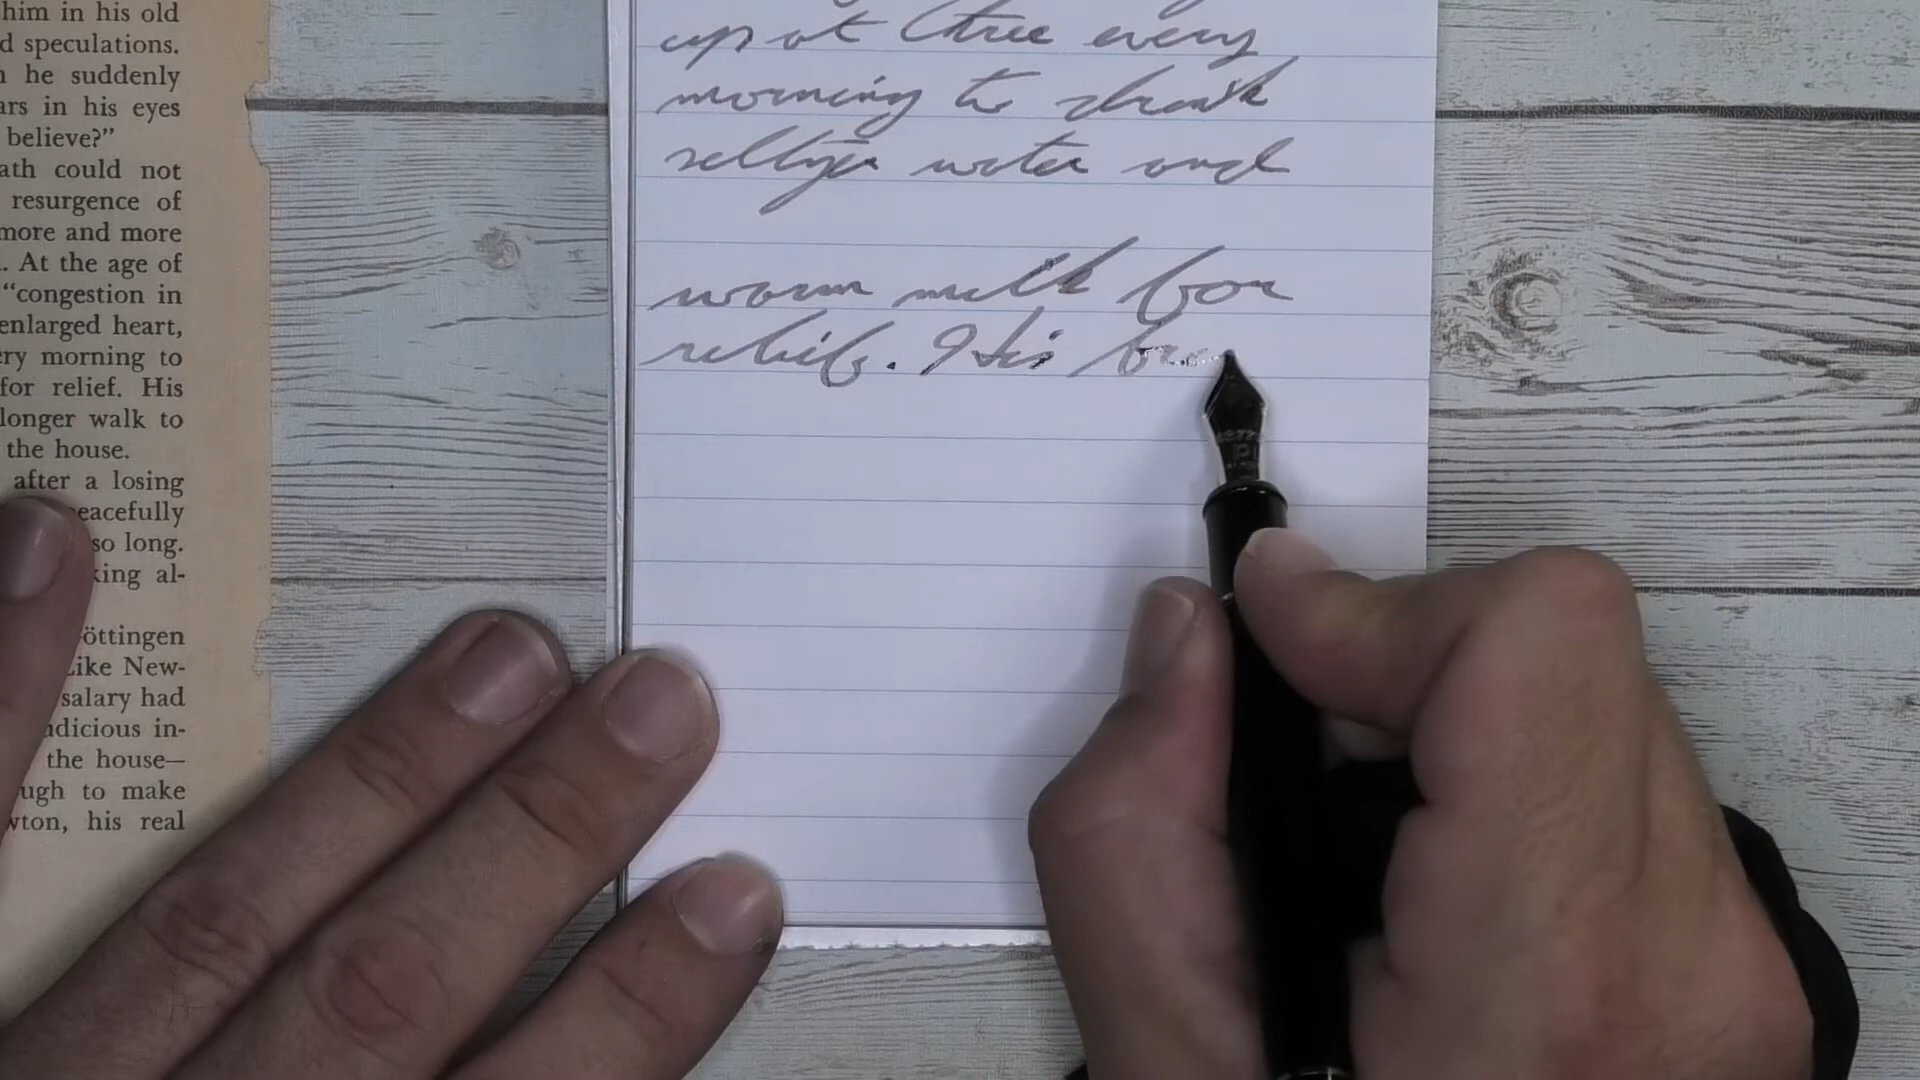 him in his old
d speculations.
he suddenly
ars in his eyes
believe?”
ath could not
resurgence of
more and more
. At the age of
“congestion in
enlarged heart,
ery morning to
for relief. His
longer walk to
the house.
after a losing
eacefully
so long.
king al-
öttingen
Like New-
salary had
udicious in-
the house—
ugh to make
wton, his real
up at three every
morning to drink
seltzer water and
warm milk for
relief. His